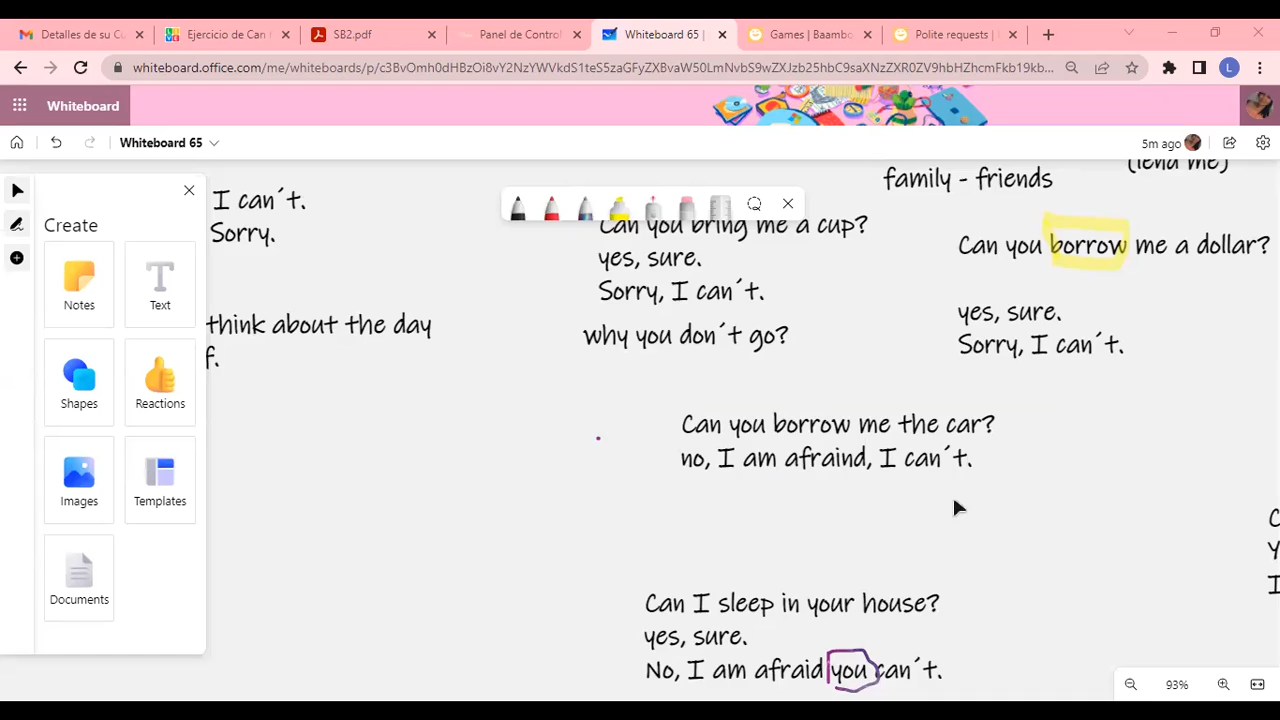 Detalles de su Cu
Ejercicio de Can
SB2.pdf
Panel de Control
Whiteboard 65 |
Games | Baambo
Polite requests |
whiteboard.office.com/me/whiteboards/p/
L
Whiteboard
Whiteboard 65
5m ago
Create
Notes
Text
Shapes
Reactions
Images
Templates
Documents
I can´t.
Sorry.
think about the day
f.
Can you bring me a cup?
yes, sure.
Sorry, I can´t.
why you don´t go?
family - friends
(lend me)
Can you borrow me a dollar?
yes, sure.
Sorry, I can´t.
Can you borrow me the car?
no, I am afraind, I can´t.
Can I sleep in your house?
yes, sure.
No, I am afraid you can´t.
93%